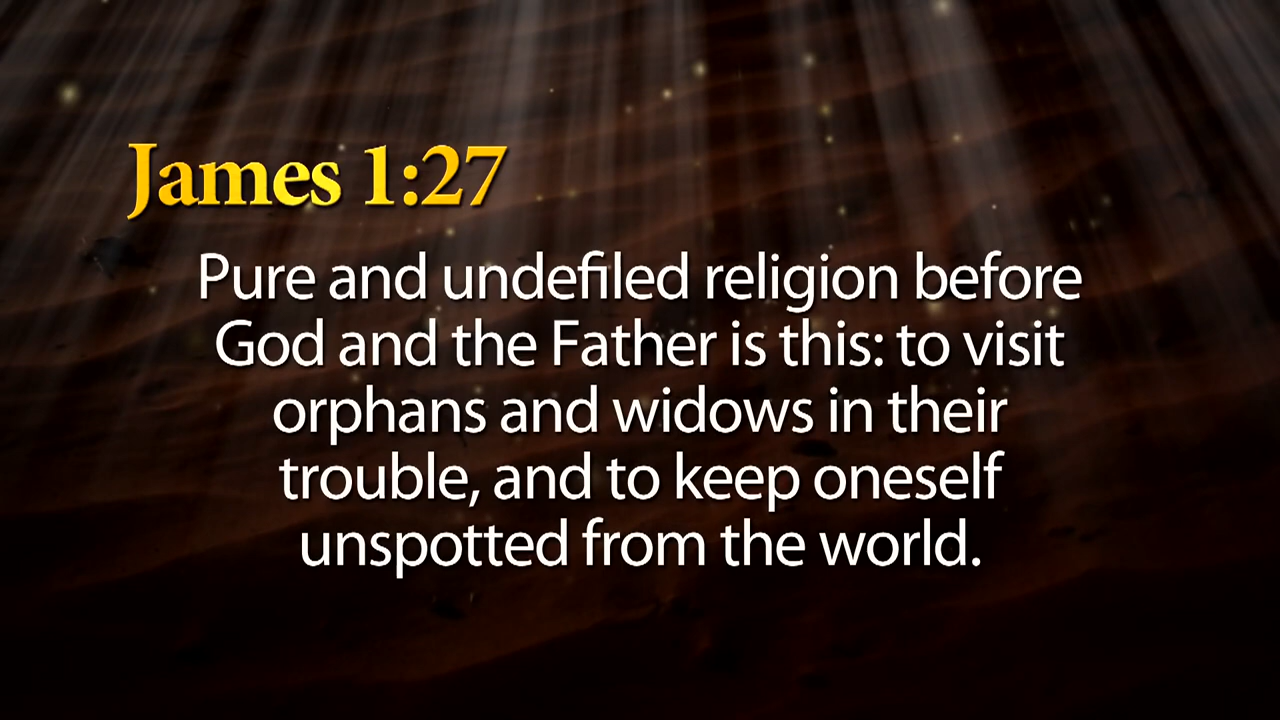 James 1:27
Pure and undefiled religion before
God and the Father is this: to visit
orphans and widows in their
trouble, and to keep oneself
unspotted from the world.